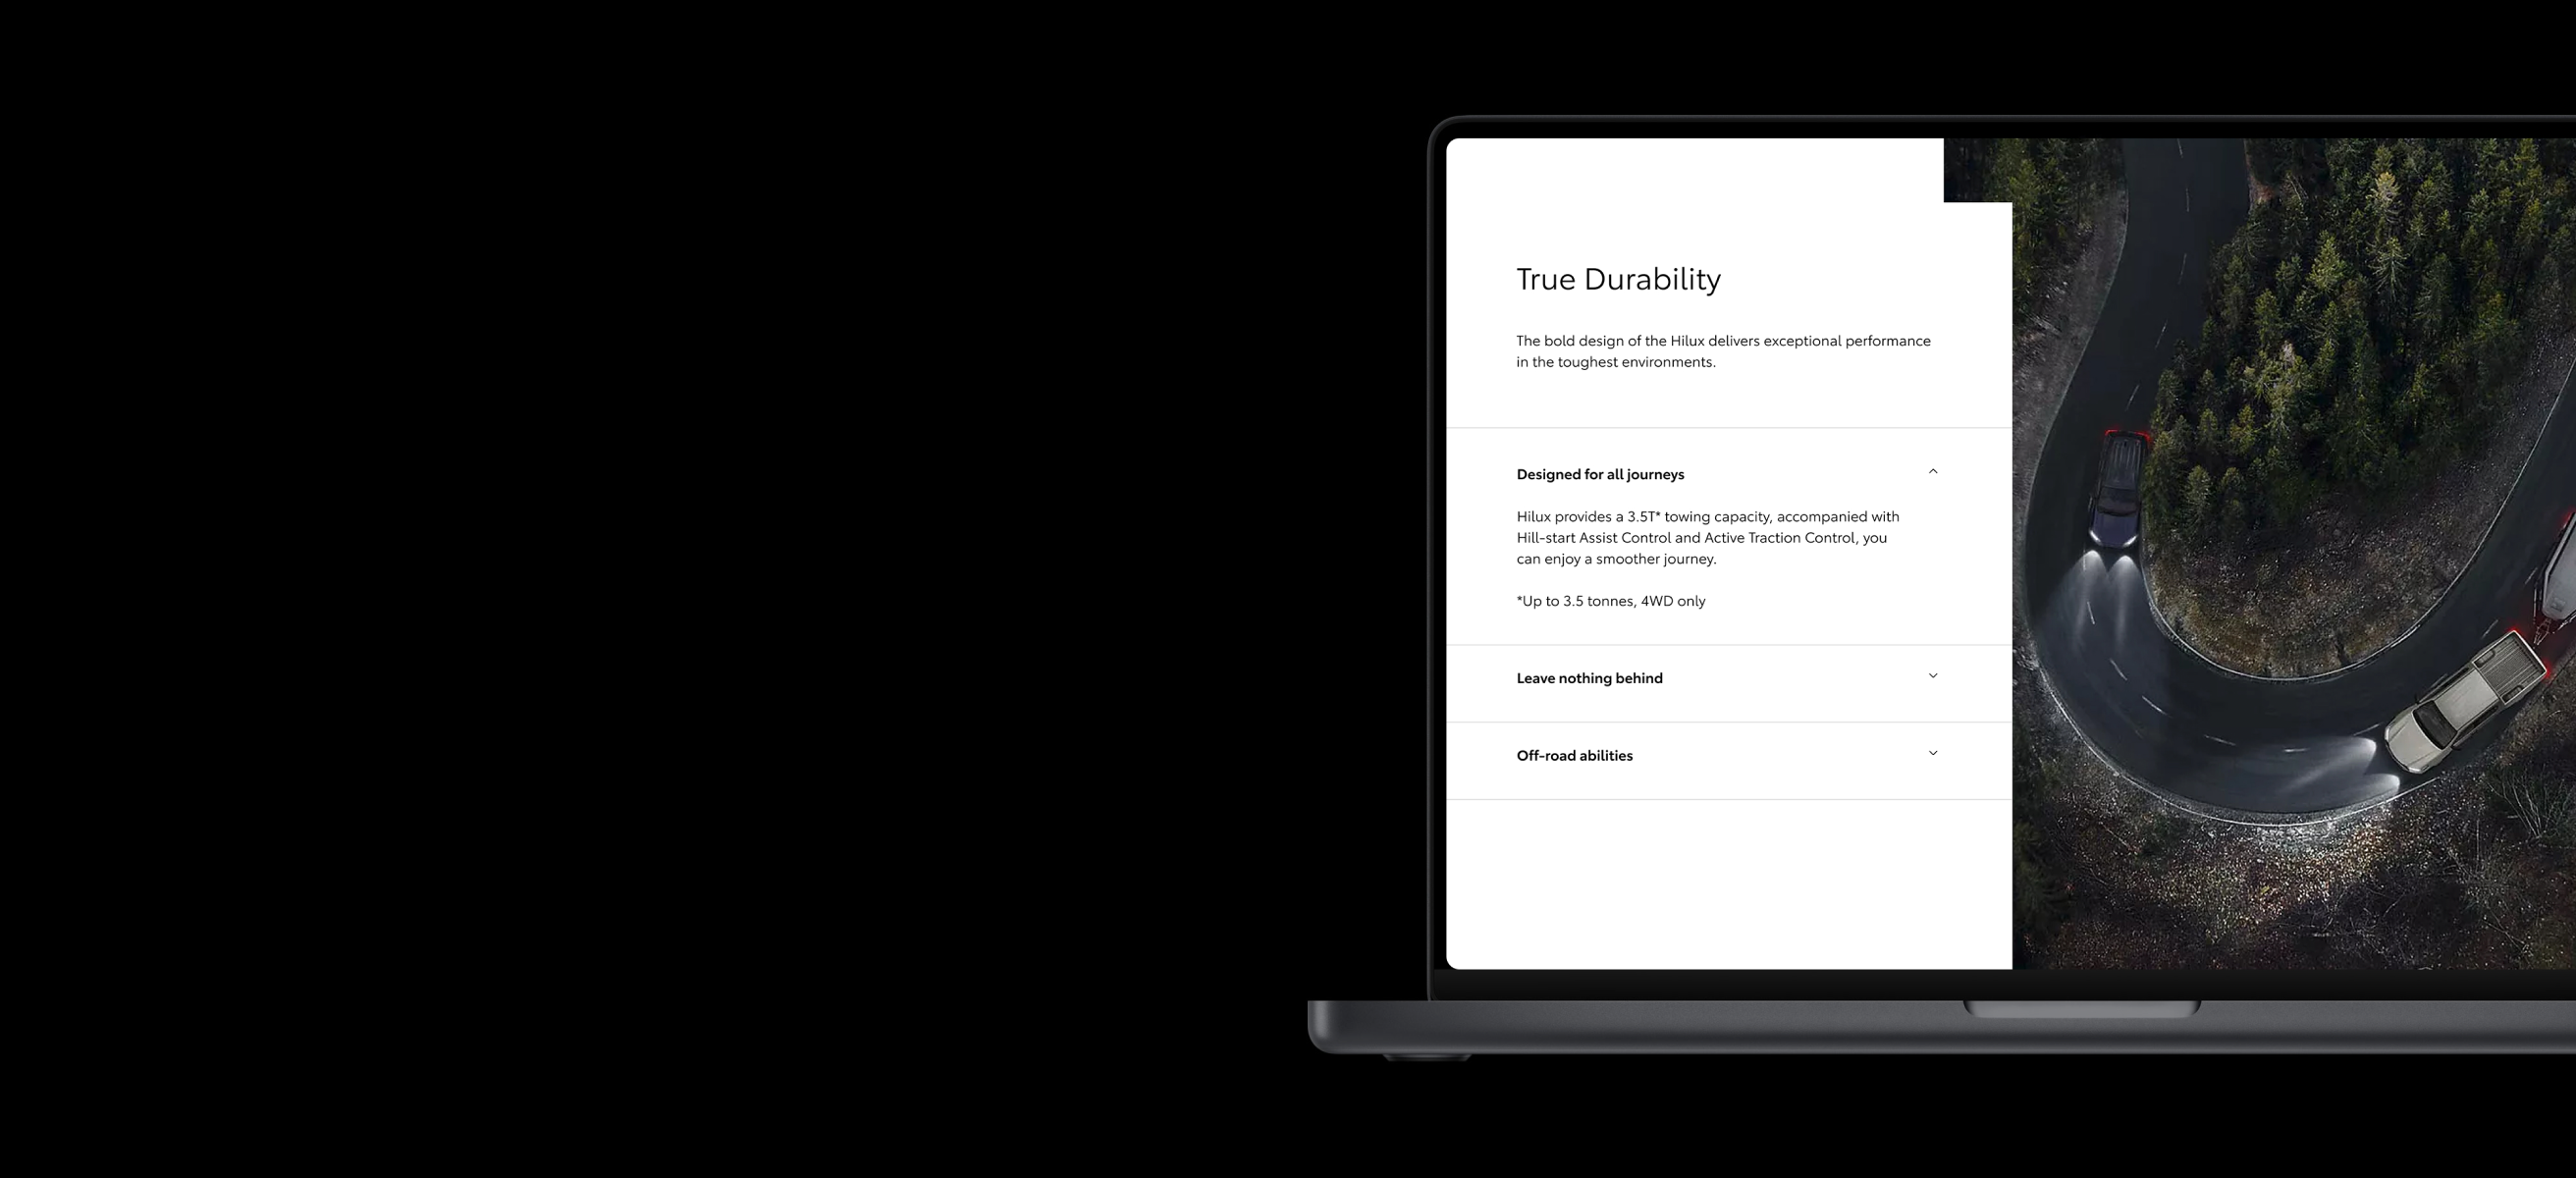 True Durability
The bold design of the Hilux delivers exceptional performance
in the toughest environments.
Designed for all journeys
Hilux provides a 3.5T* towing capacity, accompanied with
Hill-start Assist Control and Active Traction Control, you
can enjoy a smoother journey.
*Up to 3.5 tonnes, 4WD only
Leave nothing behind
Off-road abilities